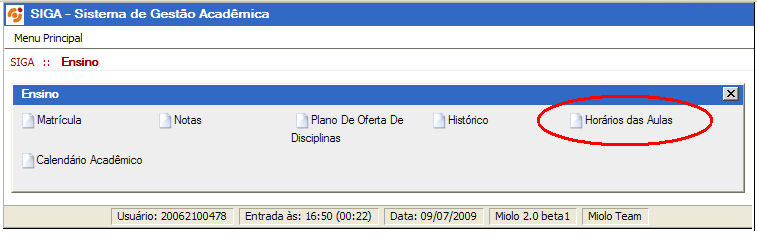 SIGA - Sistema de Gestão Acadêmica
Menu Principal
SIGA :: Ensino
Ensino
Matrícula Notas Plano De Oferta De Histórico Horários das Aulas
Disciplinas
Calendário Acadêmico
Usuário: 20062100478 Entrada às: 16:50 (00:22) Data: 09/07/2009 Miolo 2.0 beta1 Miolo Team